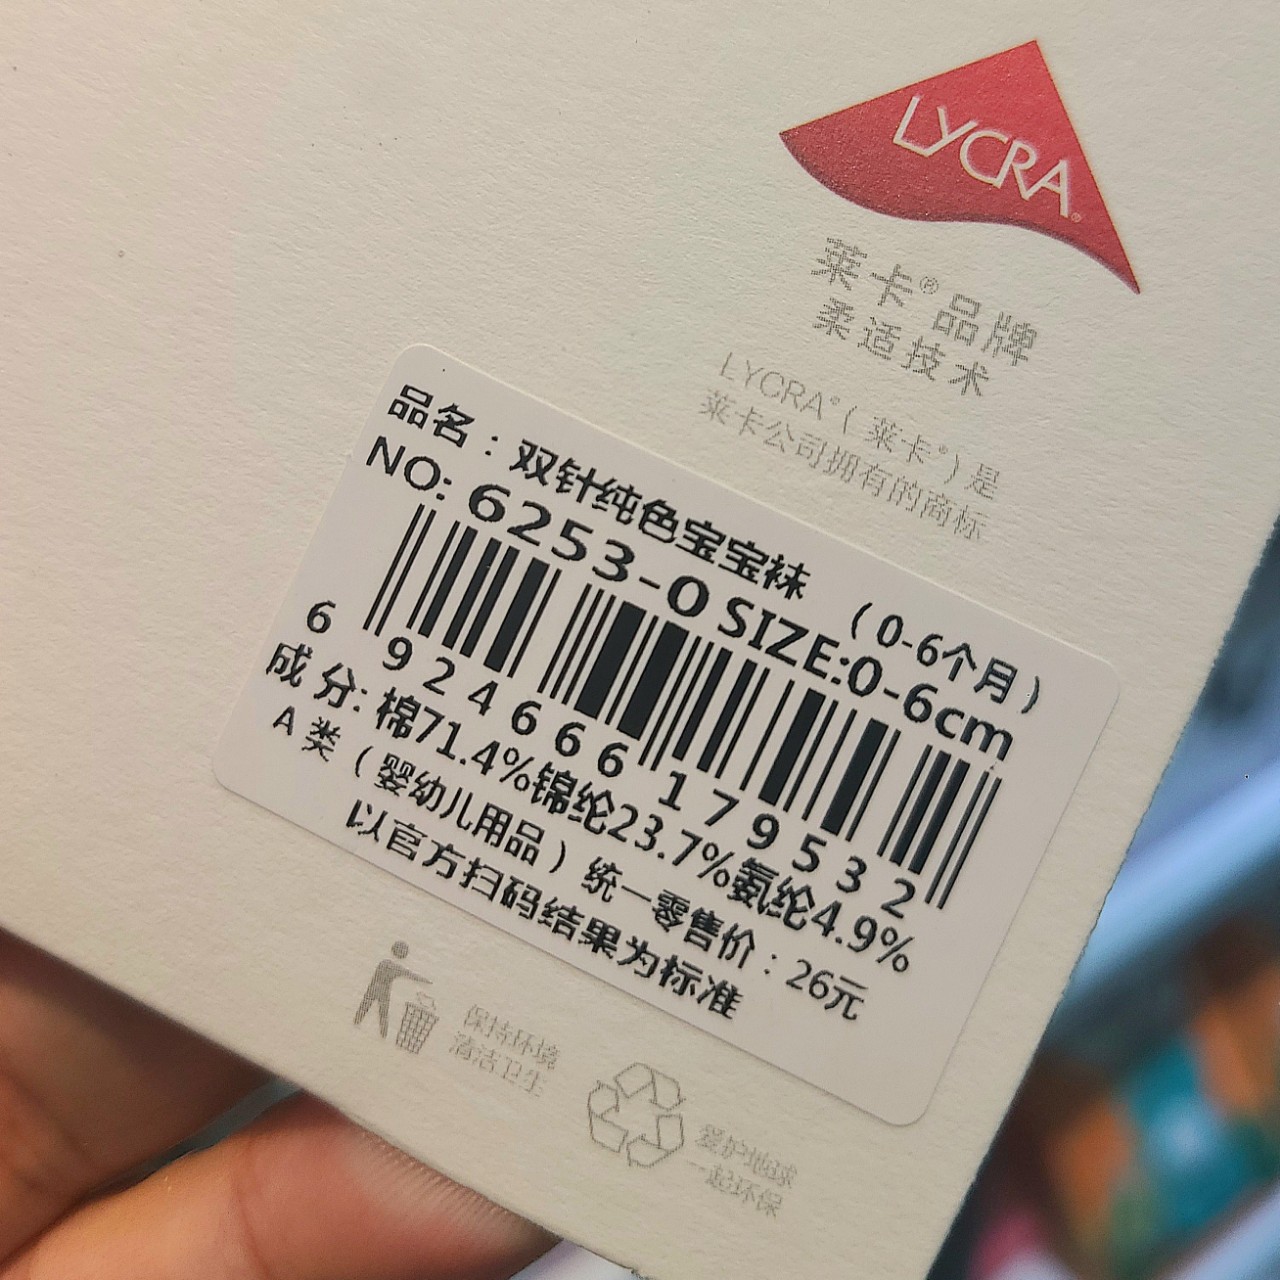 LYCRA®
莱卡®品牌
柔适技术
LYCRA®(莱卡®)是
莱卡公司拥有的商标
品名：双针纯色宝宝袜 （0-6个月）
NO: 6253-0 SIZE:0-6cm
6 924666 179532
成 分: 棉71.4%锦纶23.7%氨纶4.9%
A 类（婴幼儿用品）统一零售价：26元
以官方扫码结果为标准
保持环境
清洁卫生
爱护地球
一起环保